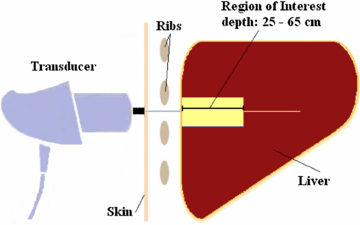 Region of Interest
depth: 25 - 65 cm
Ribs
Transducer
Liver
Skin